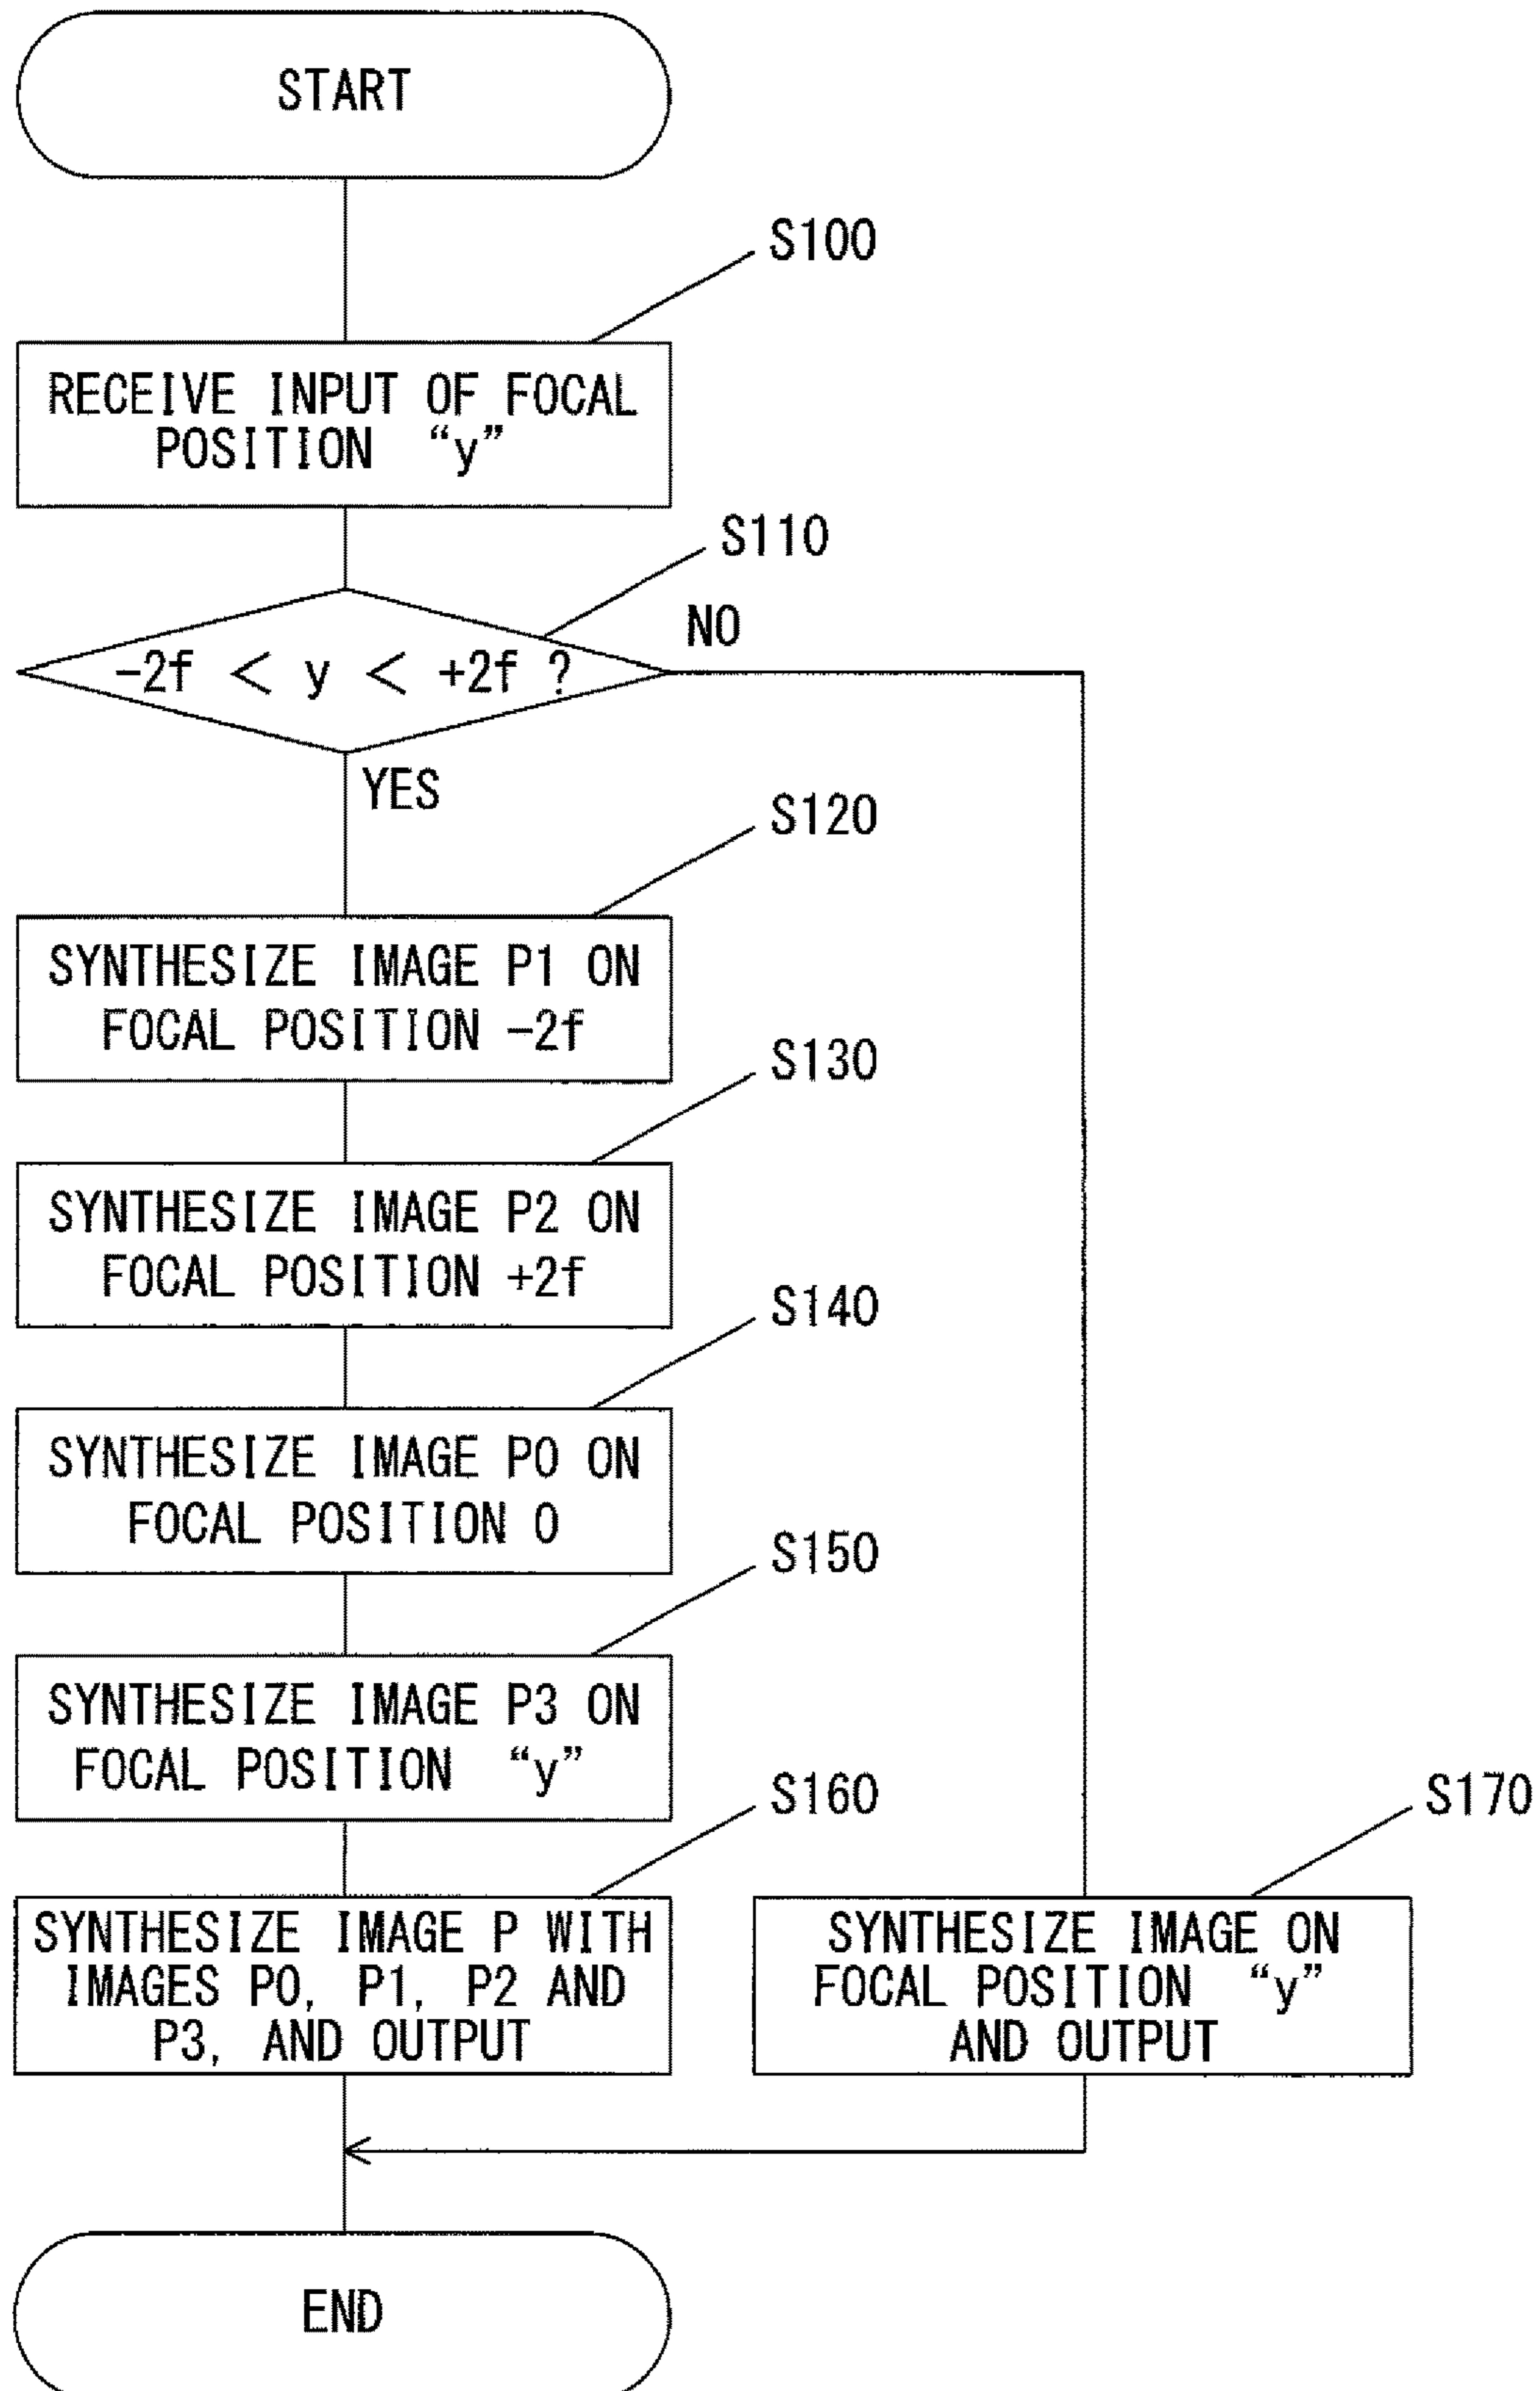 START
S100
RECEIVE INPUT OF FOCAL
POSITION “y”
S110
-2f < y < +2f ?
NO
YES
S120
SYNTHESIZE IMAGE P1 ON
FOCAL POSITION -2f
S130
SYNTHESIZE IMAGE P2 ON
FOCAL POSITION +2f
S140
SYNTHESIZE IMAGE P0 ON
FOCAL POSITION 0
S150
SYNTHESIZE IMAGE P3 ON
FOCAL POSITION “y”
S160
SYNTHESIZE IMAGE P WITH
IMAGES P0, P1, P2 AND
P3, AND OUTPUT
S170
SYNTHESIZE IMAGE ON
FOCAL POSITION “y”
AND OUTPUT
END